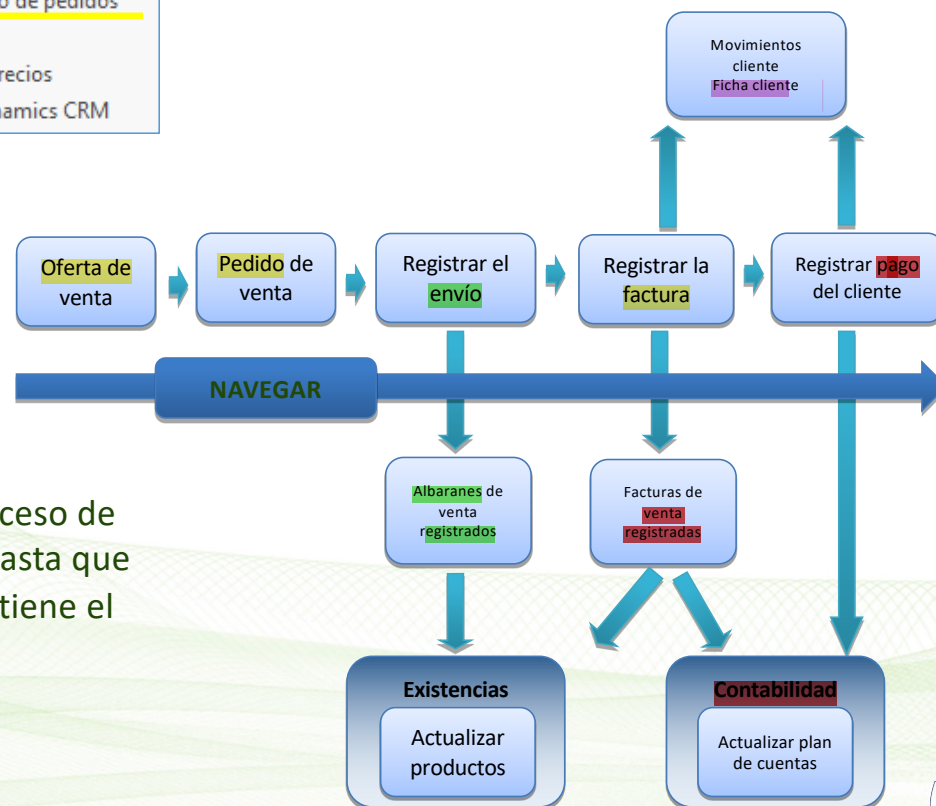 o de pedidos
recios
namics CRM
Movimientos
cliente
Ficha cliente
Oferta de
venta
Pedido de
venta
Registrar el
envío
Registrar la
factura
Registrar pago
del cliente
NAVEGAR
Albaranes de
venta
registrados
Facturas de
venta
registradas
ceso de
asta que
tiene el
Existencias
Actualizar
productos
Contabilidad
Actualizar plan
de cuentas